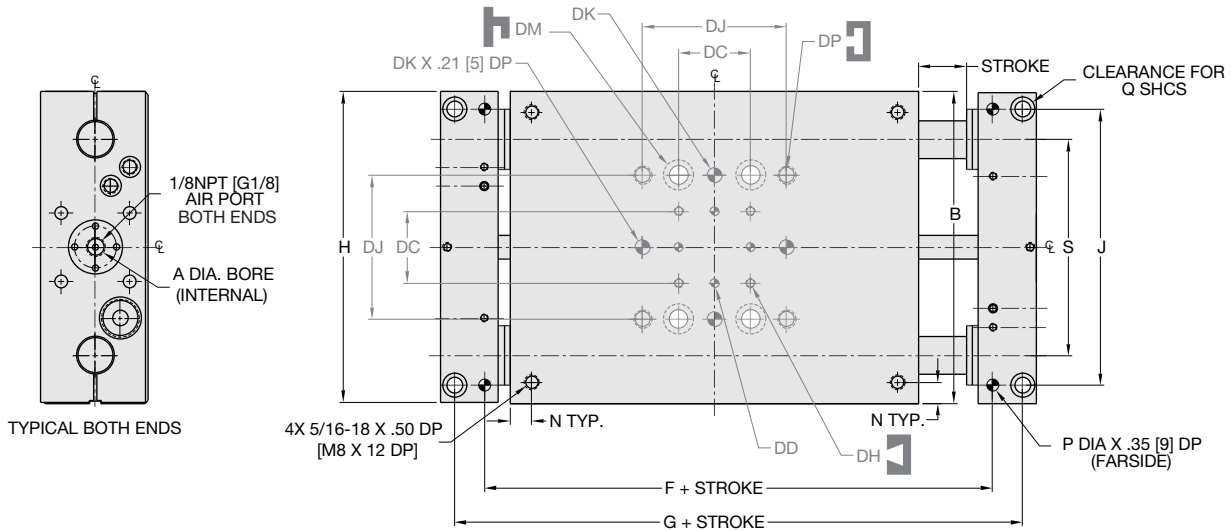 DK
DJ
DM
DP
DC
STROKE
CLEARANCE FOR
Q SHCS
DK X .21 [5] DP
℄
℄
1/8NPT [G1/8]
AIR PORT
BOTH ENDS
℄
A DIA. BORE
(INTERNAL)
H
DJ
DC
B
S
J
℄
TYPICAL BOTH ENDS
4X 5/16-18 X .50 DP
[M8 X 12 DP]
N TYP.
DD
DH
N TYP.
P DIA X .35 [9] DP
(FARSIDE)
F + STROKE
G + STROKE